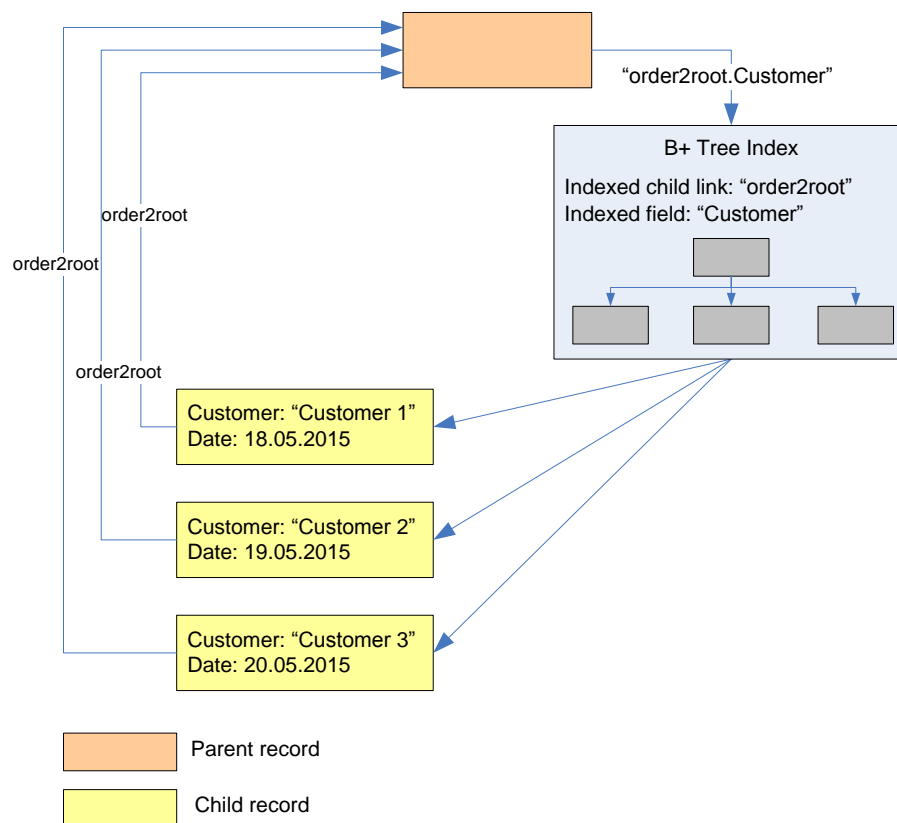 “order2root.Customer”
B+ Tree Index
Indexed child link: “order2root”
Indexed field: “Customer”
order2root
order2root
order2root
Customer: “Customer 1”
Date: 18.05.2015
Customer: “Customer 2”
Date: 19.05.2015
Customer: “Customer 3”
Date: 20.05.2015
Parent record
Child record